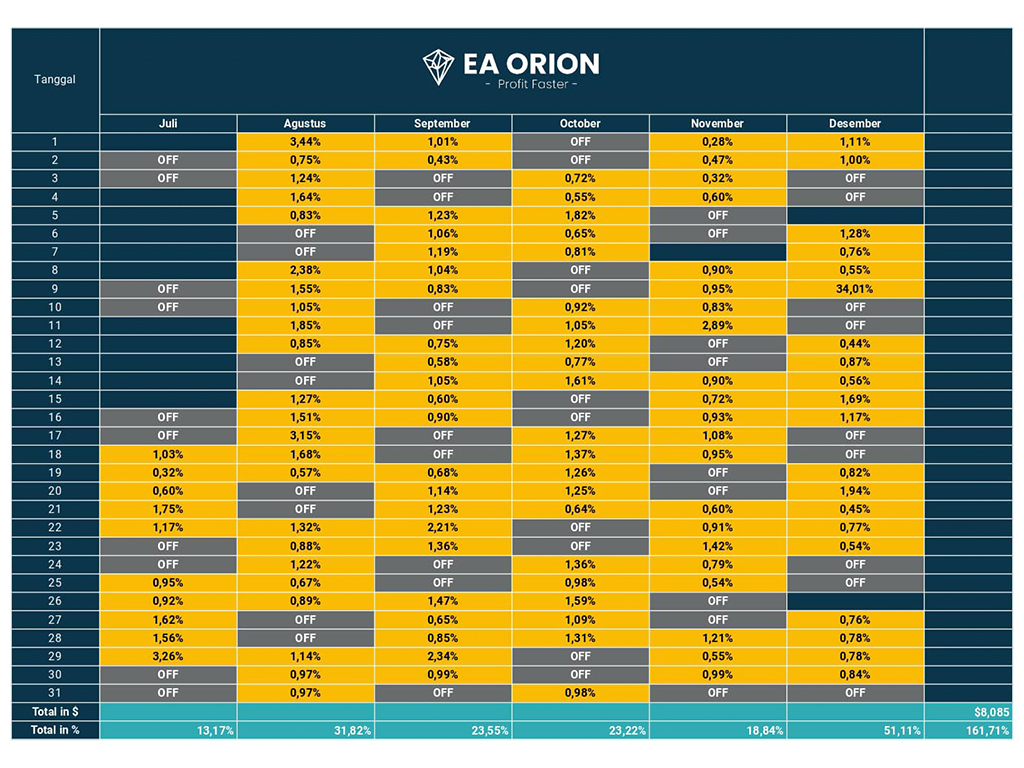 Tanggal
EA ORION
- Profit Faster -
Juli Agustus September October November Desember
1 3,44% 1,01% OFF 0,28% 1,11%
2 OFF 0,75% 0,43% OFF 0,47% 1,00%
3 OFF 1,24% OFF 0,72% 0,32% OFF
4 1,64% OFF 0,55% 0,60% OFF
5 0,83% 1,23% 1,82% OFF
6 OFF 1,06% 0,65% OFF 1,28%
7 OFF 1,19% 0,81% 0,76%
8 2,38% 1,04% OFF 0,90% 0,55%
9 OFF 1,55% 0,83% OFF 0,95% 34,01%
10 OFF 1,05% OFF 0,92% 0,83% OFF
11 1,85% OFF 1,05% 2,89% OFF
12 0,85% 0,75% 1,20% OFF 0,44%
13 OFF 0,58% 0,77% OFF 0,87%
14 OFF 1,05% 1,61% 0,90% 0,56%
15 1,27% 0,60% OFF 0,72% 1,69%
16 OFF 1,51% 0,90% OFF 0,93% 1,17%
17 OFF 3,15% OFF 1,27% 1,08% OFF
18 1,03% 1,68% OFF 1,37% 0,95% OFF
19 0,32% 0,57% 0,68% 1,26% OFF 0,82%
20 0,60% OFF 1,14% 1,25% OFF 1,94%
21 1,75% OFF 1,23% 0,64% 0,60% 0,45%
22 1,17% 1,32% 2,21% OFF 0,91% 0,77%
23 OFF 0,88% 1,36% OFF 1,42% 0,54%
24 OFF 1,22% OFF 1,36% 0,79% OFF
25 0,95% 0,67% OFF 0,98% 0,54% OFF
26 0,92% 0,89% 1,47% 1,59% OFF
27 1,62% OFF 0,65% 1,09% OFF 0,76%
28 1,56% OFF 0,85% 1,31% 1,21% 0,78%
29 3,26% 1,14% 2,34% OFF 0,55% 0,78%
30 OFF 0,97% 0,99% OFF 0,99% 0,84%
31 OFF 0,97% OFF 0,98% OFF OFF
Total in $ $8,085
Total in % 13,17% 31,82% 23,55% 23,22% 18,84% 51,11% 161,71%